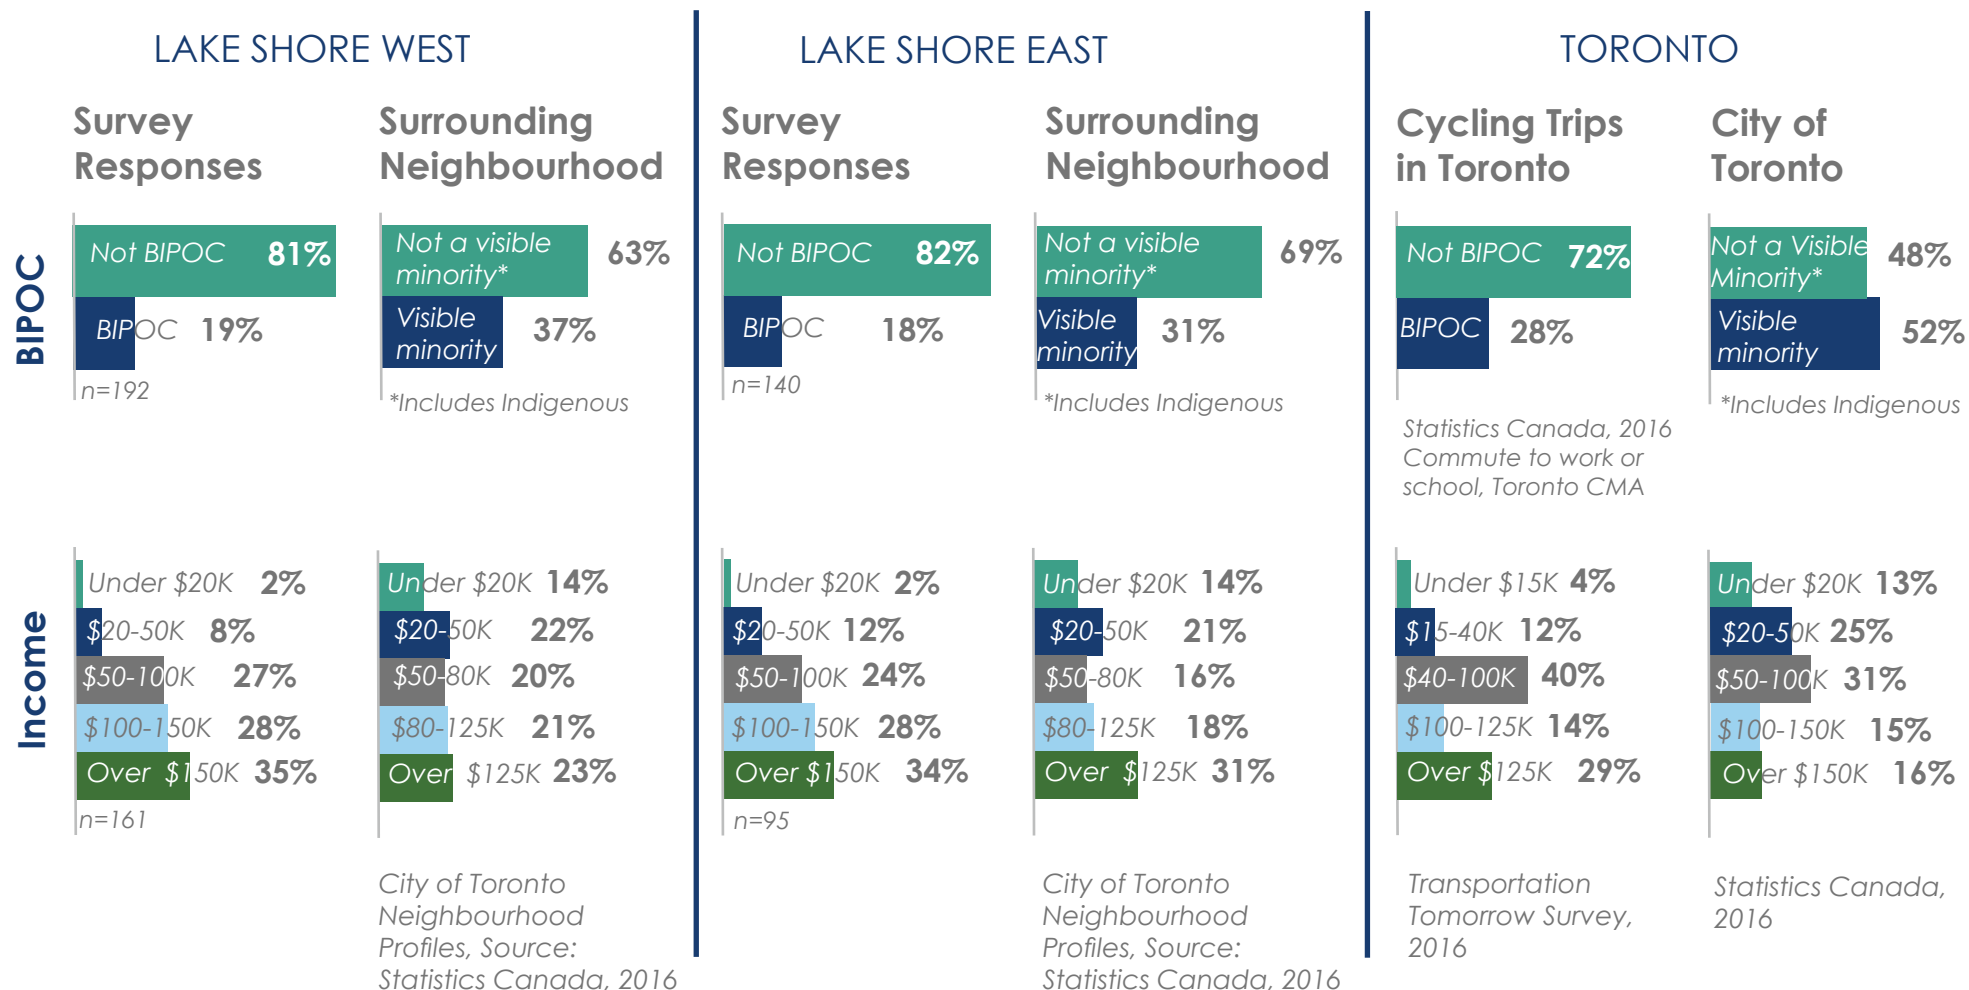 LAKE SHORE WEST
Survey
Responses
Surrounding
Neighbourhood
LAKE SHORE EAST
Survey
Responses
Surrounding
Neighbourhood
TORONTO
Cycling Trips
in Toronto
City of
Toronto
BIPOC
Not BIPOC 81%
BIPOC 19%
n=192
Not a visible
minority*
63%
Visible
minority
37%
*Includes Indigenous
Not BIPOC 82%
BIPOC 18%
n=140
Not a visible
minority*
69%
Visible
minority
31%
*Includes Indigenous
Not BIPOC 72%
BIPOC 28%
Statistics Canada, 2016
Commute to work or
school, Toronto CMA
Not a Visible
Minority*
48%
Visible
minority
52%
*Includes Indigenous
Income
Under $20K 2%
$20-50K 8%
$50-100K 27%
$100-150K 28%
Over $150K 35%
n=161
Under $20K 14%
$20-50K 22%
$50-80K 20%
$80-125K 21%
Over $125K 23%
City of Toronto
Neighbourhood
Profiles, Source:
Statistics Canada, 2016
Under $20K 2%
$20-50K 12%
$50-100K 24%
$100-150K 28%
Over $150K 34%
n=95
Under $20K 14%
$20-50K 21%
$50-80K 16%
$80-125K 18%
Over $125K 31%
City of Toronto
Neighbourhood
Profiles, Source:
Statistics Canada, 2016
Under $15K 4%
$15-40K 12%
$40-100K 40%
$100-125K 14%
Over $125K 29%
Transportation
Tomorrow Survey,
2016
Under $20K 13%
$20-50K 25%
$50-100K 31%
$100-150K 15%
Over $150K 16%
Statistics Canada,
2016